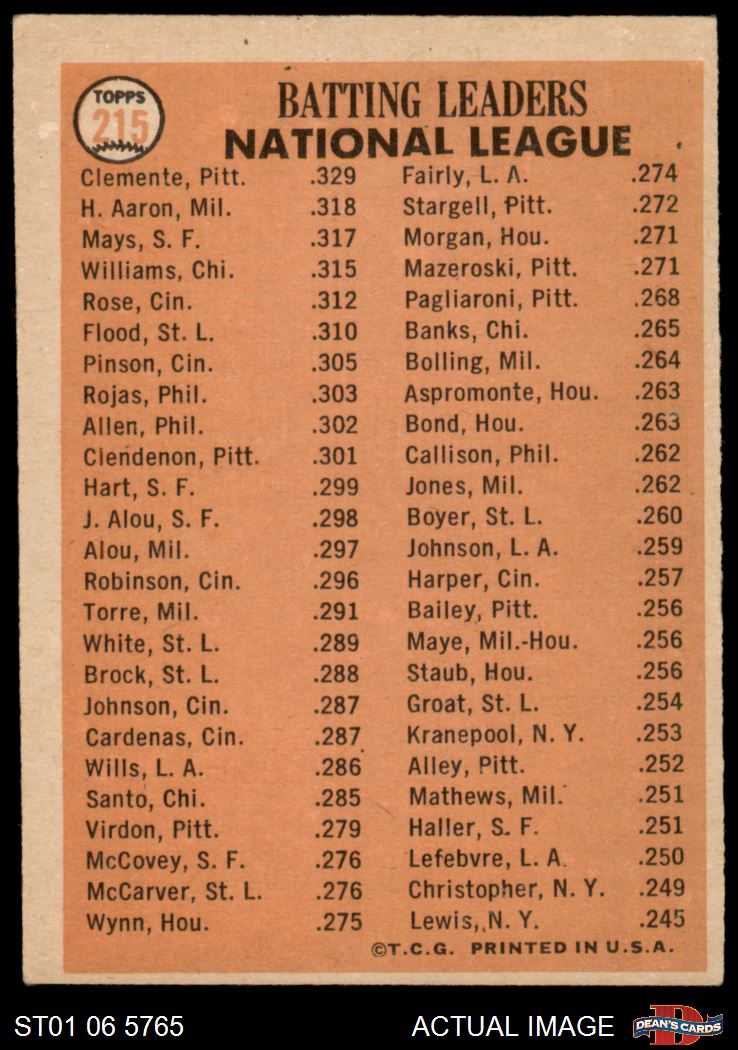 TOPPS
215
BATTING LEADERS
NATIONAL LEAGUE
Clemente, Pitt. .329
H. Aaron, Mil. .318
Mays, S. F. .317
Williams, Chi. .315
Rose, Cin. .312
Flood, St. L. .310
Pinson, Cin. .305
Rojas, Phil. .303
Allen, Phil. .302
Clendenon, Pitt. .301
Hart, S. F. .299
J. Alou, S. F. .298
Alou, Mil. .297
Robinson, Cin. .296
Torre, Mil. .291
White, St. L. .289
Brock, St. L. .288
Johnson, Cin. .287
Cardenas, Cin. .287
Wills, L. A. .286
Santo, Chi. .285
Virdon, Pitt. .279
McCovey, S. F. .276
McCarver, St. L. .276
Wynn, Hou. .275
Fairly, L. A. .274
Stargell, Pitt. .272
Morgan, Hou. .271
Mazeroski, Pitt. .271
Pagliaroni, Pitt. .268
Banks, Chi. .265
Bolling, Mil. .264
Aspromonte, Hou. .263
Bond, Hou. .263
Callison, Phil. .262
Jones, Mil. .262
Boyer, St. L. .260
Johnson, L. A. .259
Harper, Cin. .257
Bailey, Pitt. .256
Maye, Mil.-Hou. .256
Staub, Hou. .256
Groat, St. L. .254
Kranepool, N. Y. .253
Alley, Pitt. .252
Mathews, Mil. .251
Haller, S. F. .251
Lefebvre, L. A. .250
Christopher, N. Y. .249
Lewis, N. Y. .245
©T.C.G. PRINTED IN U.S.A.
ST01 06 5765
ACTUAL IMAGE
D
DEAN'S CARDS